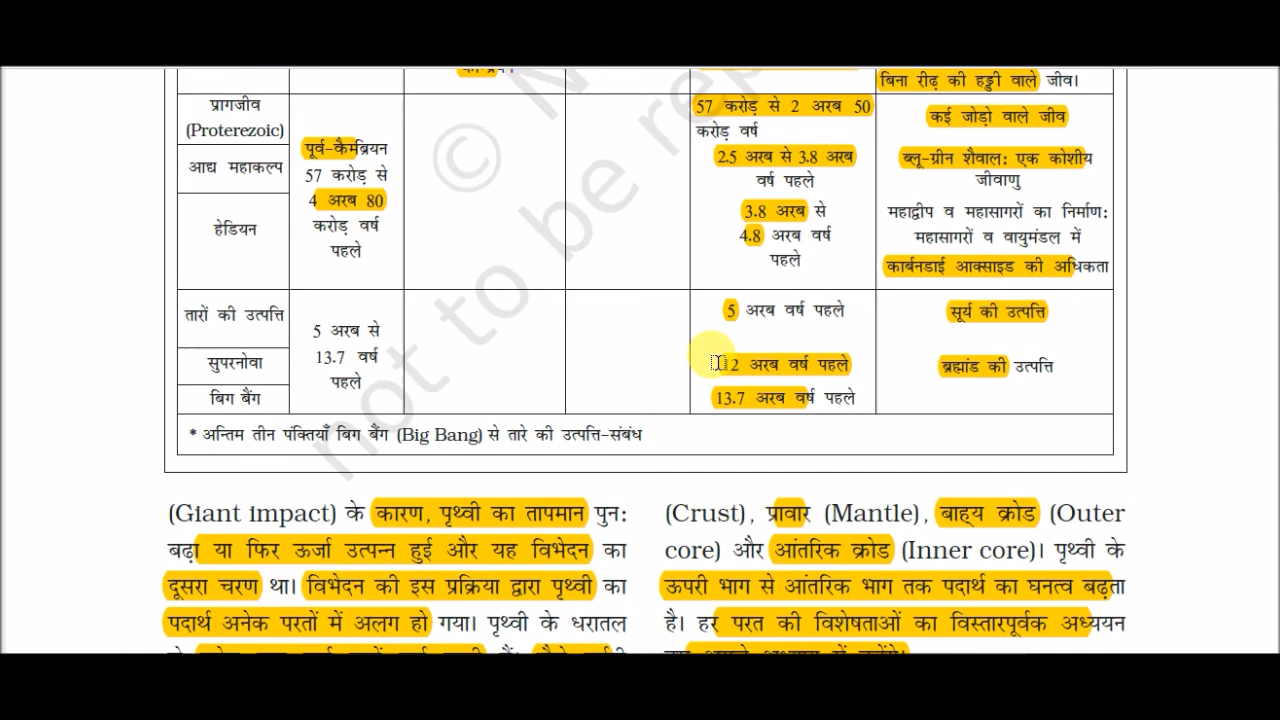 बिना रीढ़ की हड्डी वाले जीव।
प्रागजीव
(Proterezoic)
आद्य महाकल्प
हेडियन
पूर्व-कैमब्रियन
57 करोड़ से
4 अरब 80
करोड़ वर्ष
पहले
57 करोड़ से 2 अरब 50
करोड़ वर्ष
2.5 अरब से 3.8 अरब
वर्ष पहले
3.8 अरब से
4.8 अरब वर्ष
पहले
कई जोड़ो वाले जीव
ब्लू-ग्रीन शैवाल: एक कोशीय
जीवाणु
महाद्वीप व महासागरों का निर्माण:
महासागरों व वायुमंडल में
कार्बनडाई आक्साइड की अधिकता
तारों की उत्पत्ति
सुपरनोवा
बिग बैंग
5 अरब से
13.7 वर्ष
पहले
5 अरब वर्ष पहले
12 अरब वर्ष पहले
13.7 अरब वर्ष पहले
सूर्य की उत्पत्ति
ब्रह्मांड की उत्पत्ति
* अन्तिम तीन पंक्तियाँ बिग बैंग (Big Bang) से तारे की उत्पत्ति-संबंध
(Giant impact) के कारण, पृथ्वी का तापमान पुन:
बढ़ा या फिर ऊर्जा उत्पन्न हुई और यह विभेदन का
दूसरा चरण था। विभेदन की इस प्रक्रिया द्वारा पृथ्वी का
पदार्थ अनेक परतों में अलग हो गया। पृथ्वी के धरातल
(Crust), प्रावार (Mantle), बाह्य क्रोड (Outer
core) और आंतरिक क्रोड (Inner core)। पृथ्वी के
ऊपरी भाग से आंतरिक भाग तक पदार्थ का घनत्व बढ़ता
है। हर परत की विशेषताओं का विस्तारपूर्वक अध्ययन
© N
not to be rep